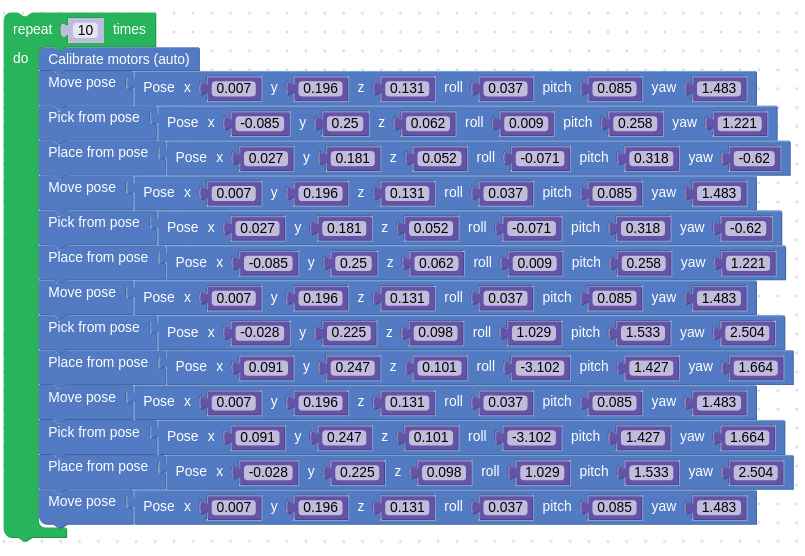 repeat 10 times
do Calibrate motors (auto)
Move pose Pose x 0.007 y 0.196 z 0.131 roll 0.037 pitch 0.085 yaw 1.483
Pick from pose Pose x -0.085 y 0.25 z 0.062 roll 0.009 pitch 0.258 yaw 1.221
Place from pose Pose x 0.027 y 0.181 z 0.052 roll -0.071 pitch 0.318 yaw -0.62
Move pose Pose x 0.007 y 0.196 z 0.131 roll 0.037 pitch 0.085 yaw 1.483
Pick from pose Pose x 0.027 y 0.181 z 0.052 roll -0.071 pitch 0.318 yaw -0.62
Place from pose Pose x -0.085 y 0.25 z 0.062 roll 0.009 pitch 0.258 yaw 1.221
Move pose Pose x 0.007 y 0.196 z 0.131 roll 0.037 pitch 0.085 yaw 1.483
Pick from pose Pose x -0.028 y 0.225 z 0.098 roll 1.029 pitch 1.533 yaw 2.504
Place from pose Pose x 0.091 y 0.247 z 0.101 roll -3.102 pitch 1.427 yaw 1.664
Move pose Pose x 0.007 y 0.196 z 0.131 roll 0.037 pitch 0.085 yaw 1.483
Pick from pose Pose x 0.091 y 0.247 z 0.101 roll -3.102 pitch 1.427 yaw 1.664
Place from pose Pose x -0.028 y 0.225 z 0.098 roll 1.029 pitch 1.533 yaw 2.504
Move pose Pose x 0.007 y 0.196 z 0.131 roll 0.037 pitch 0.085 yaw 1.483